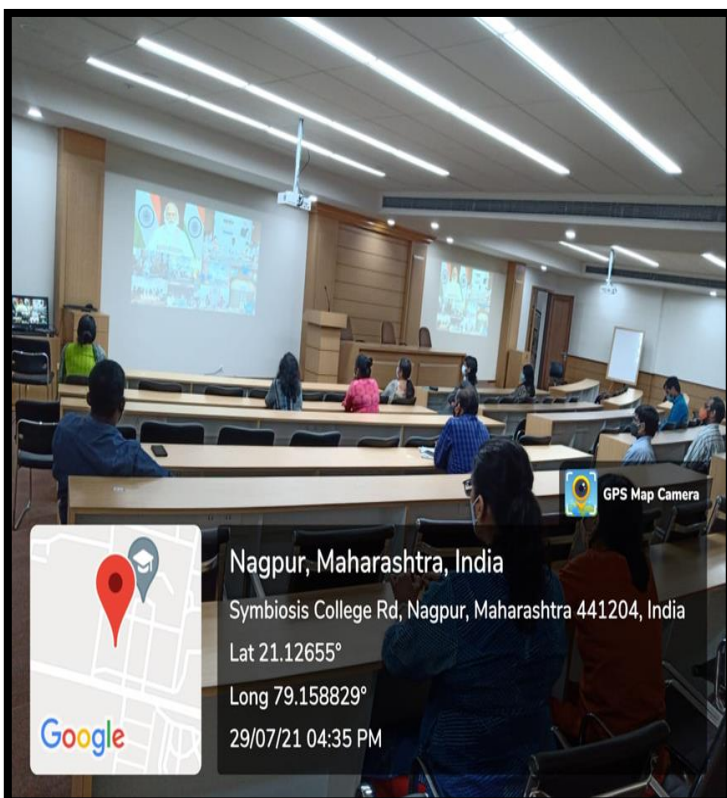 GPS Map Camera
Nagpur, Maharashtra, India
Symbiosis College Rd, Nagpur, Maharashtra 441204, India
Lat 21.12655°
Long 79.158829°
29/07/21 04:35 PM
Google